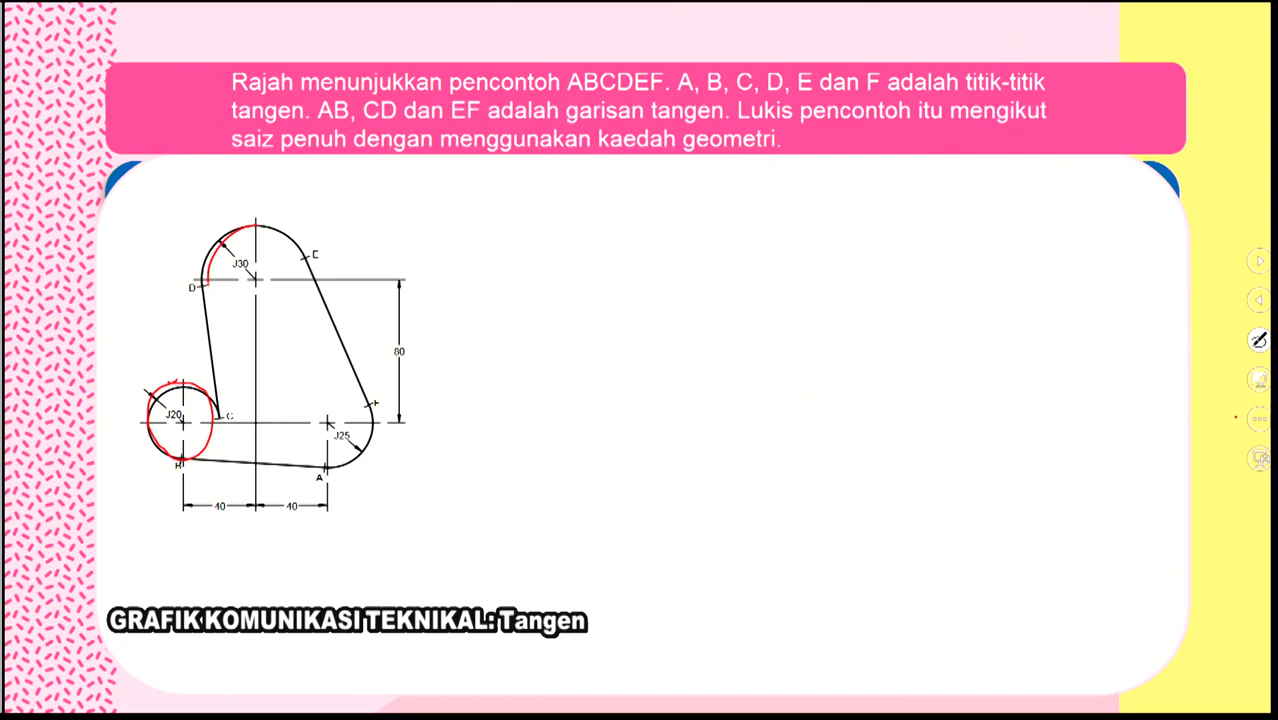 Rajah menunjukkan pencontoh ABCDEF. A, B, C, D, E dan F adalah titik-titik
tangen. AB, CD dan EF adalah garisan tangen. Lukis pencontoh itu mengikut
saiz penuh dengan menggunakan kaedah geometri.
E
J30
D
80
F
J20
C
J25
B
A
40
40
GRAFIK KOMUNIKASI TEKNIKAL: Tangen